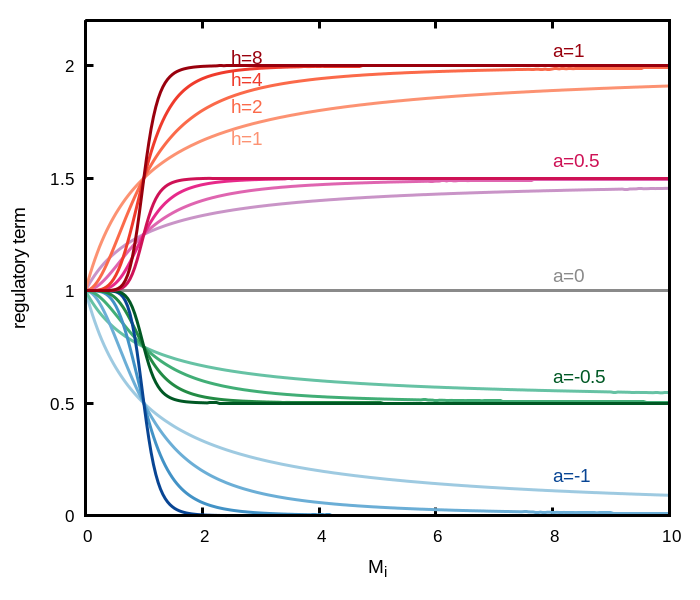 h=8
a=1
2
h=4
h=2
h=1
a=0.5
1.5
regulatory term
a=0
1
a=-0.5
0.5
a=-1
0
0 2 4 6 8 10
Mi